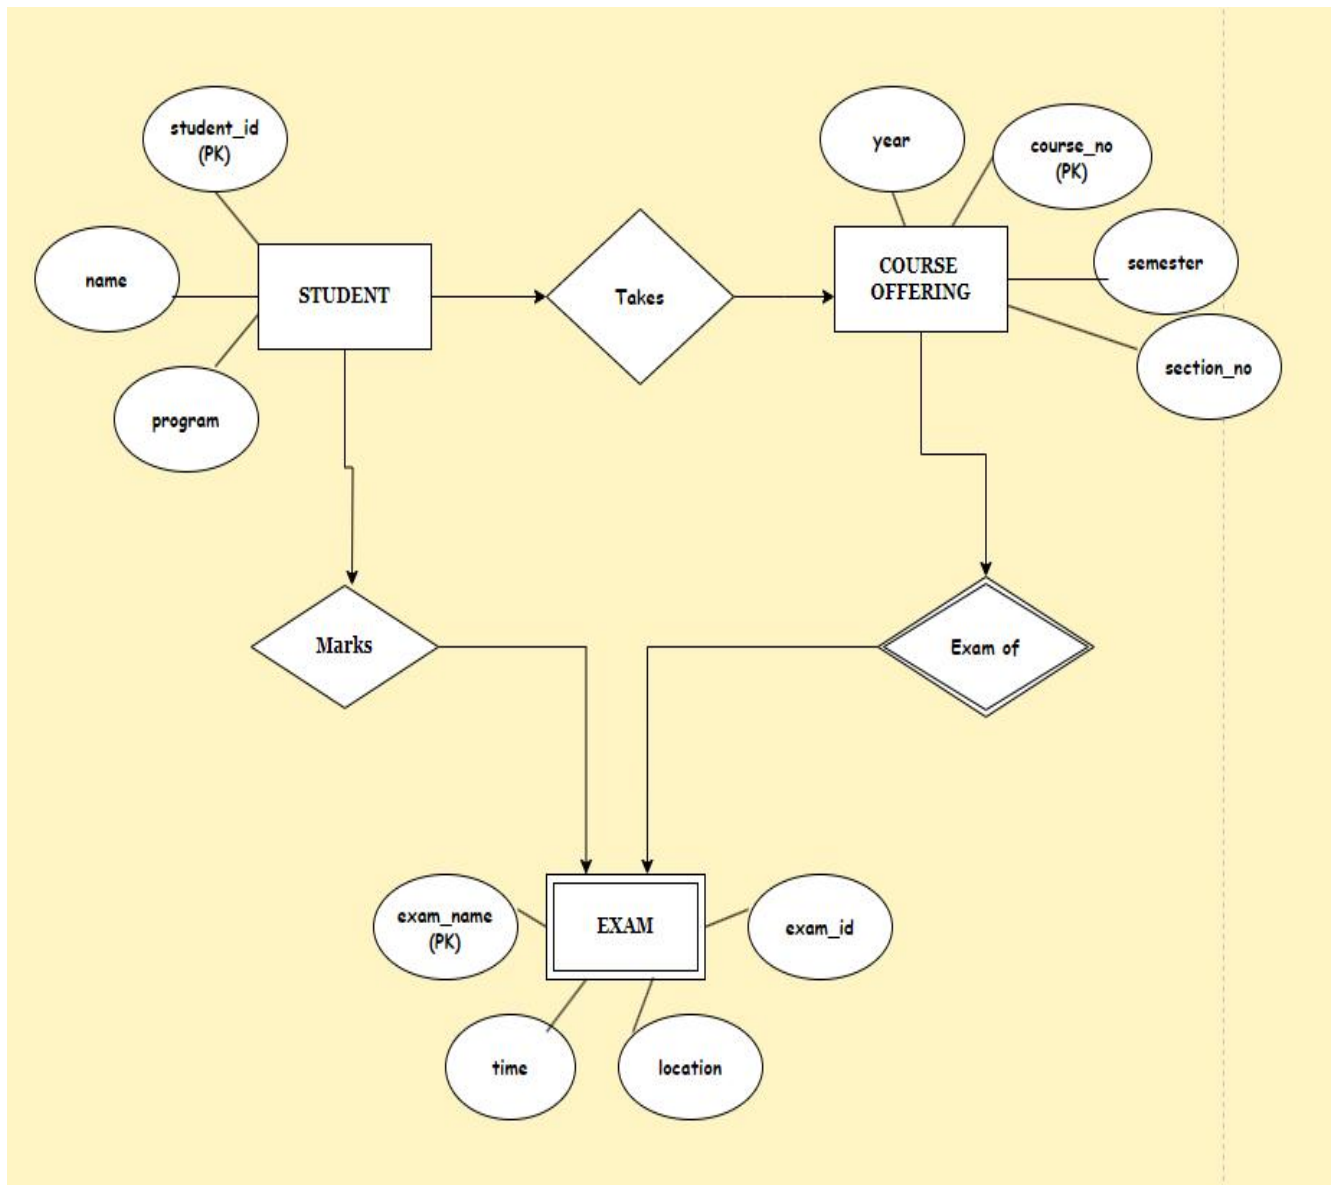 student_id
(PK)
year
course_no
(PK)
name
STUDENT
Takes
COURSE
OFFERING
semester
section_no
program
Marks
Exam of
exam_name
(PK)
EXAM
exam_id
time
location